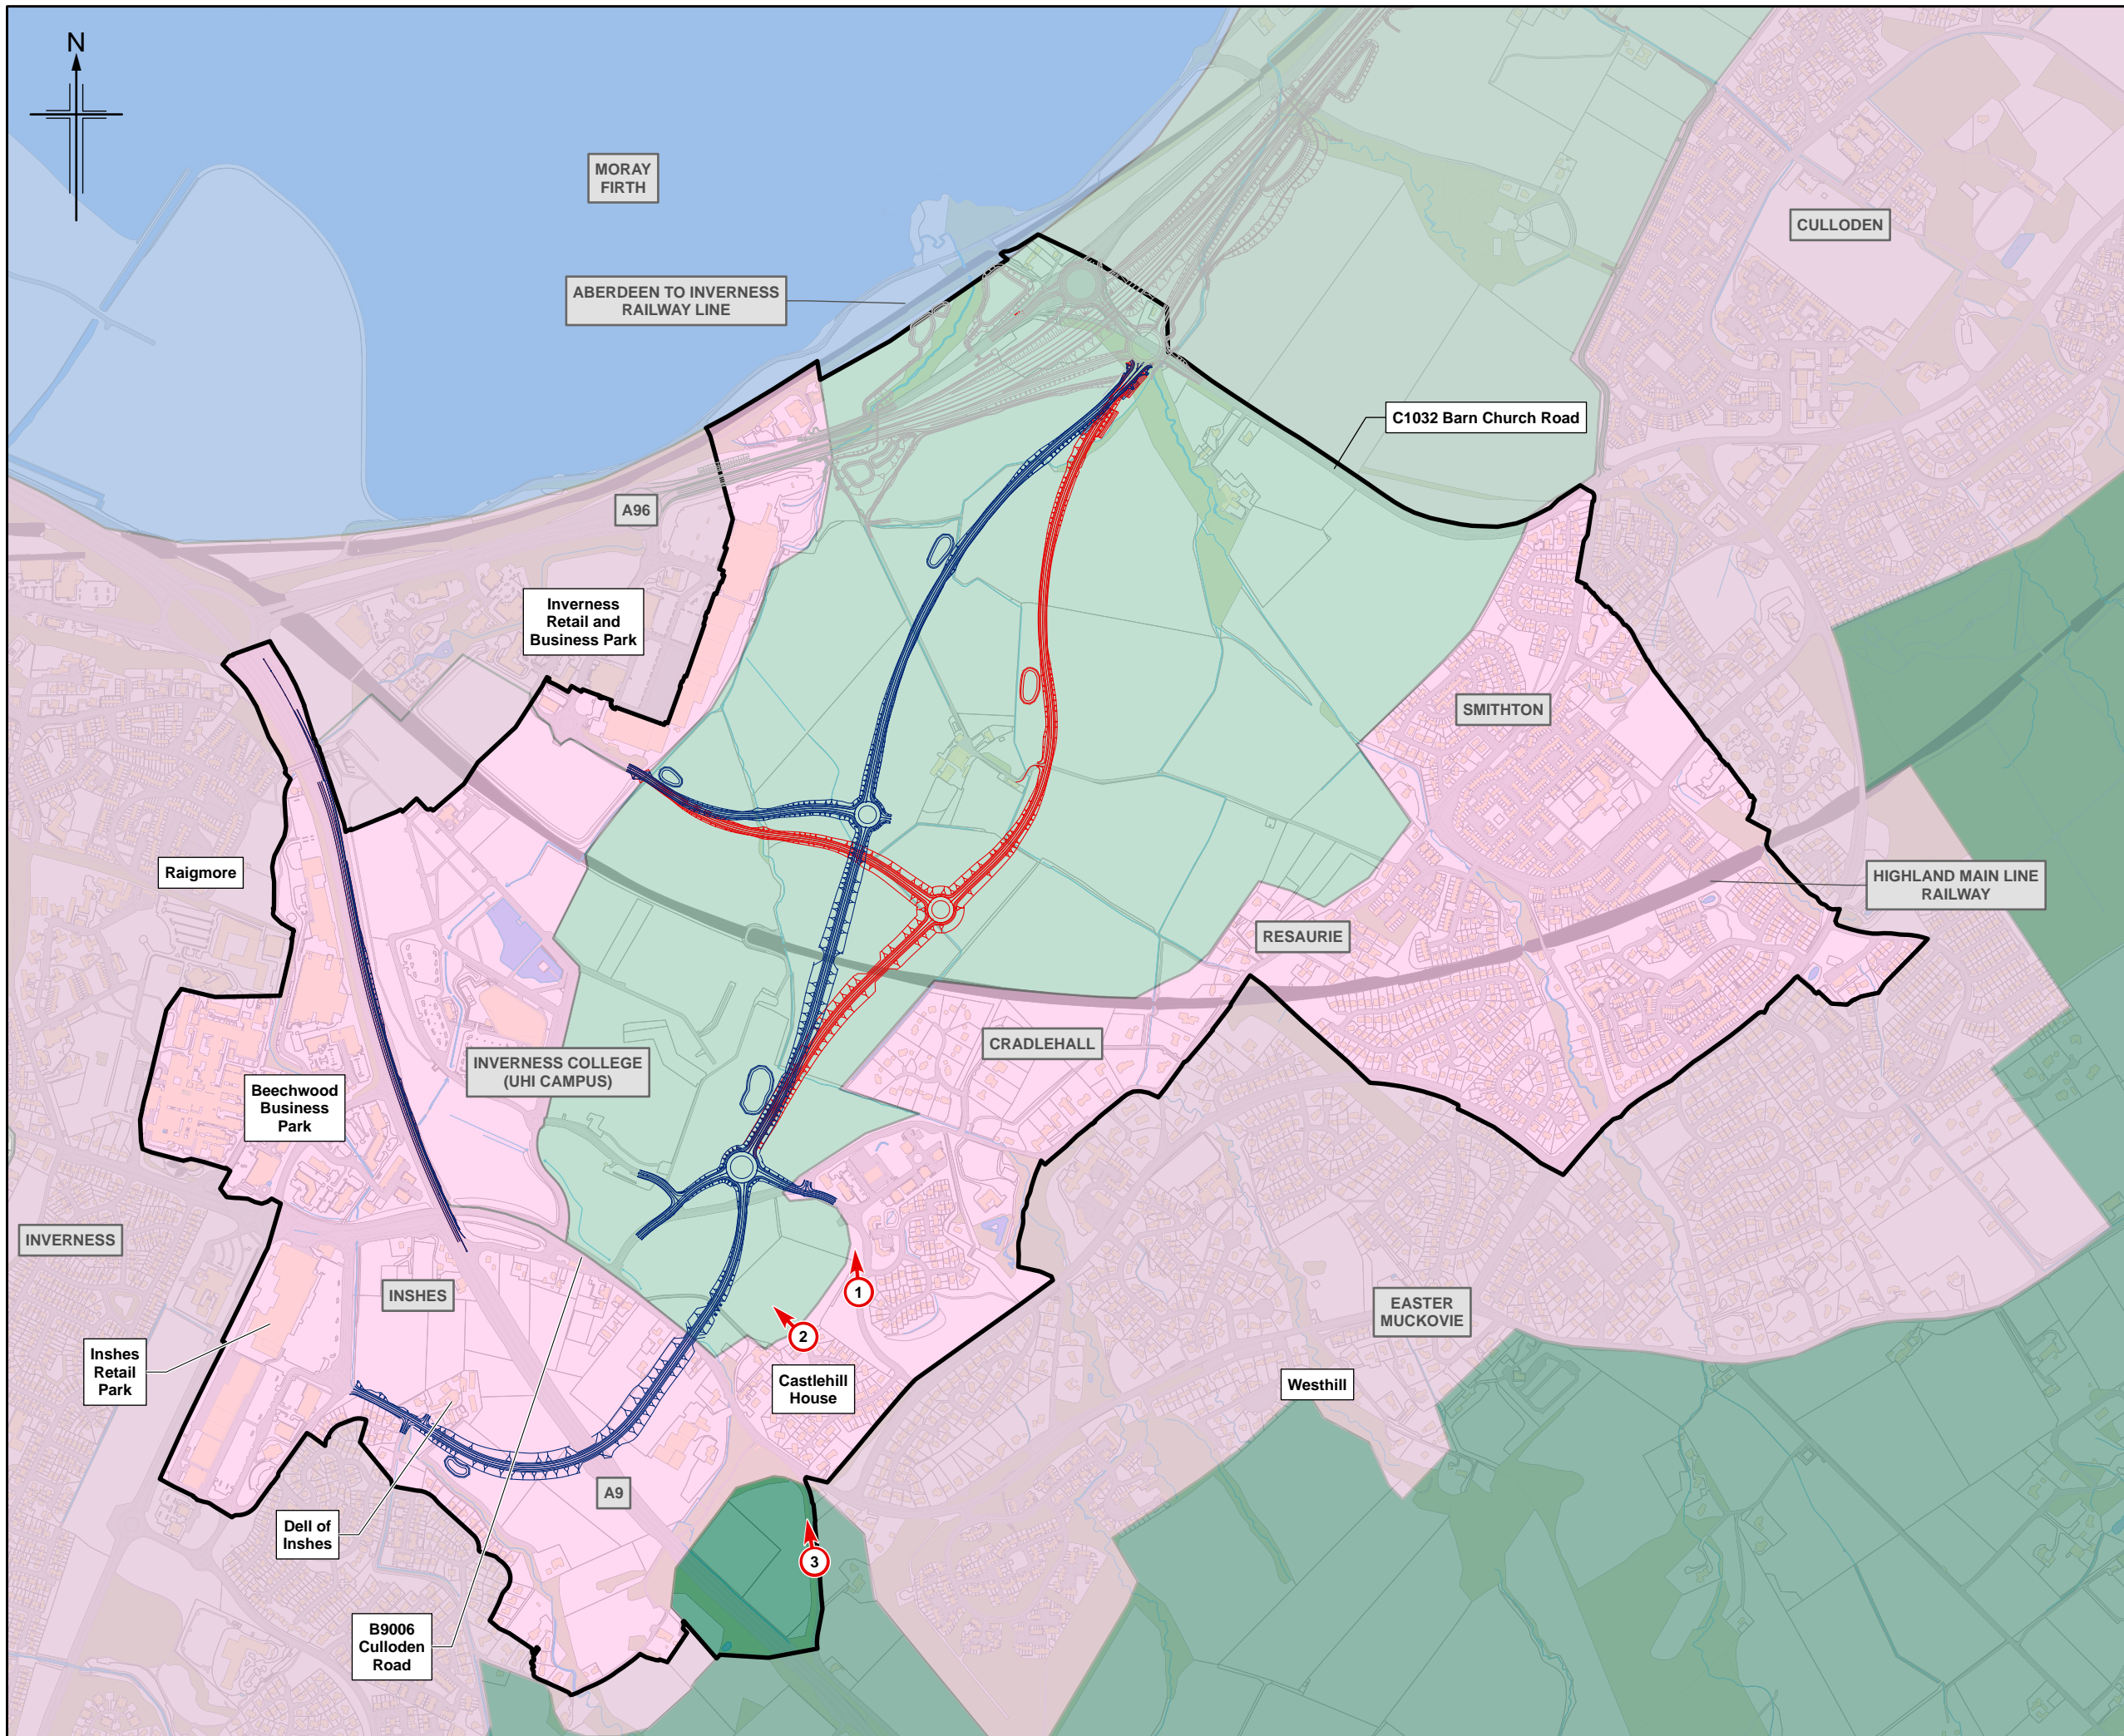 N
MORAY
FIRTH
CULLODEN
ABERDEEN TO INVERNESS
RAILWAY LINE
C1032 Barn Church Road
A96
Inverness
Retail and
Business Park
SMITHTON
Raigmore
HIGHLAND MAIN LINE
RAILWAY
RESAURIE
CRADLEHALL
INVERNESS COLLEGE
(UHI CAMPUS)
Beechwood
Business
Park
INVERNESS
INSHES
1
EASTER
MUCKOVIE
2
Inshes
Retail
Park
Castlehill
House
Westhill
A9
Dell of
Inshes
3
B9006
Culloden
Road